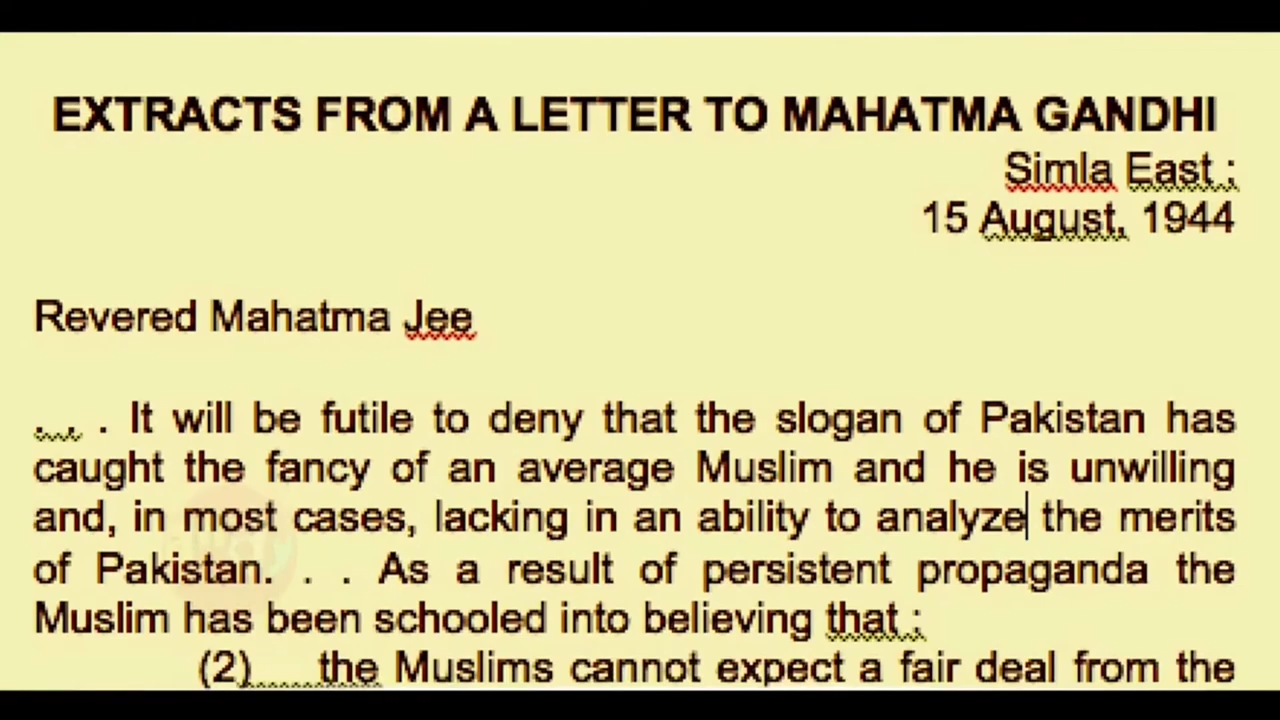 EXTRACTS FROM A LETTER TO MAHATMA GANDHI
Simla East ;
15 August, 1944
Revered Mahatma Jee
. . . It will be futile to deny that the slogan of Pakistan has
caught the fancy of an average Muslim and he is unwilling
and, in most cases, lacking in an ability to analyze the merits
of Pakistan. . . As a result of persistent propaganda the
Muslim has been schooled into believing that ;
(2) the Muslims cannot expect a fair deal from the